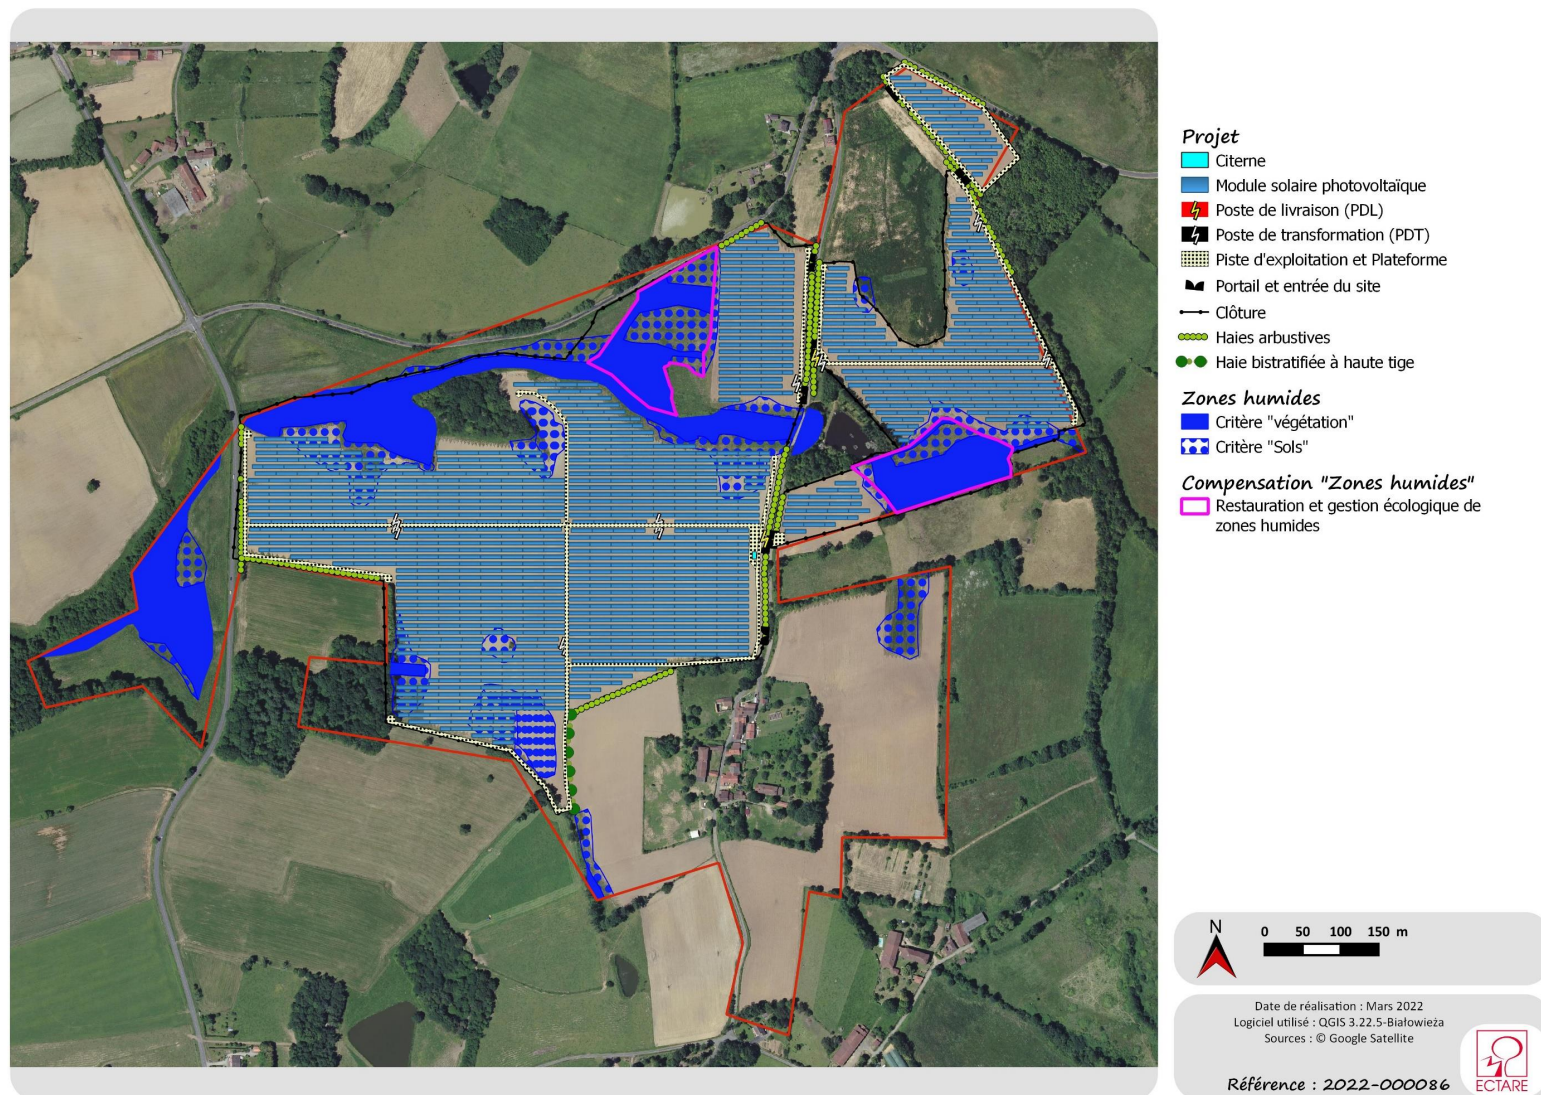 Projet
Citerne
Module solaire photovoltaïque
Poste de livraison (PDL)
Poste de transformation (PDT)
Piste d'exploitation et Plateforme
Portail et entrée du site
Clôture
Haies arbustives
Haie bistratifiée à haute tige
Zones humides
Critère "végétation"
Critère "Sols"
Compensation "Zones humides"
Restauration et gestion écologique de
zones humides
N
0 50 100 150 m
Date de réalisation : Mars 2022
Logiciel utilisé : QGIS 3.22.5-Białowieża
Sources : © Google Satellite
Référence : 2022-000086
ECTARE